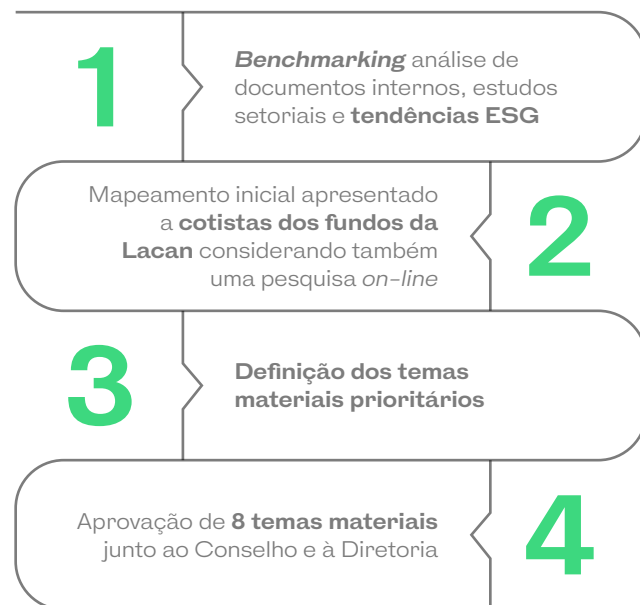 1
Benchmarking análise de
documentos internos, estudos
setoriais e tendências ESG
Mapeamento inicial apresentado
a cotistas dos fundos da
Lacan considerando também
uma pesquisa on-line
2
3
Definição dos temas
materiais prioritários
Aprovação de 8 temas materiais
junto ao Conselho e à Diretoria
4